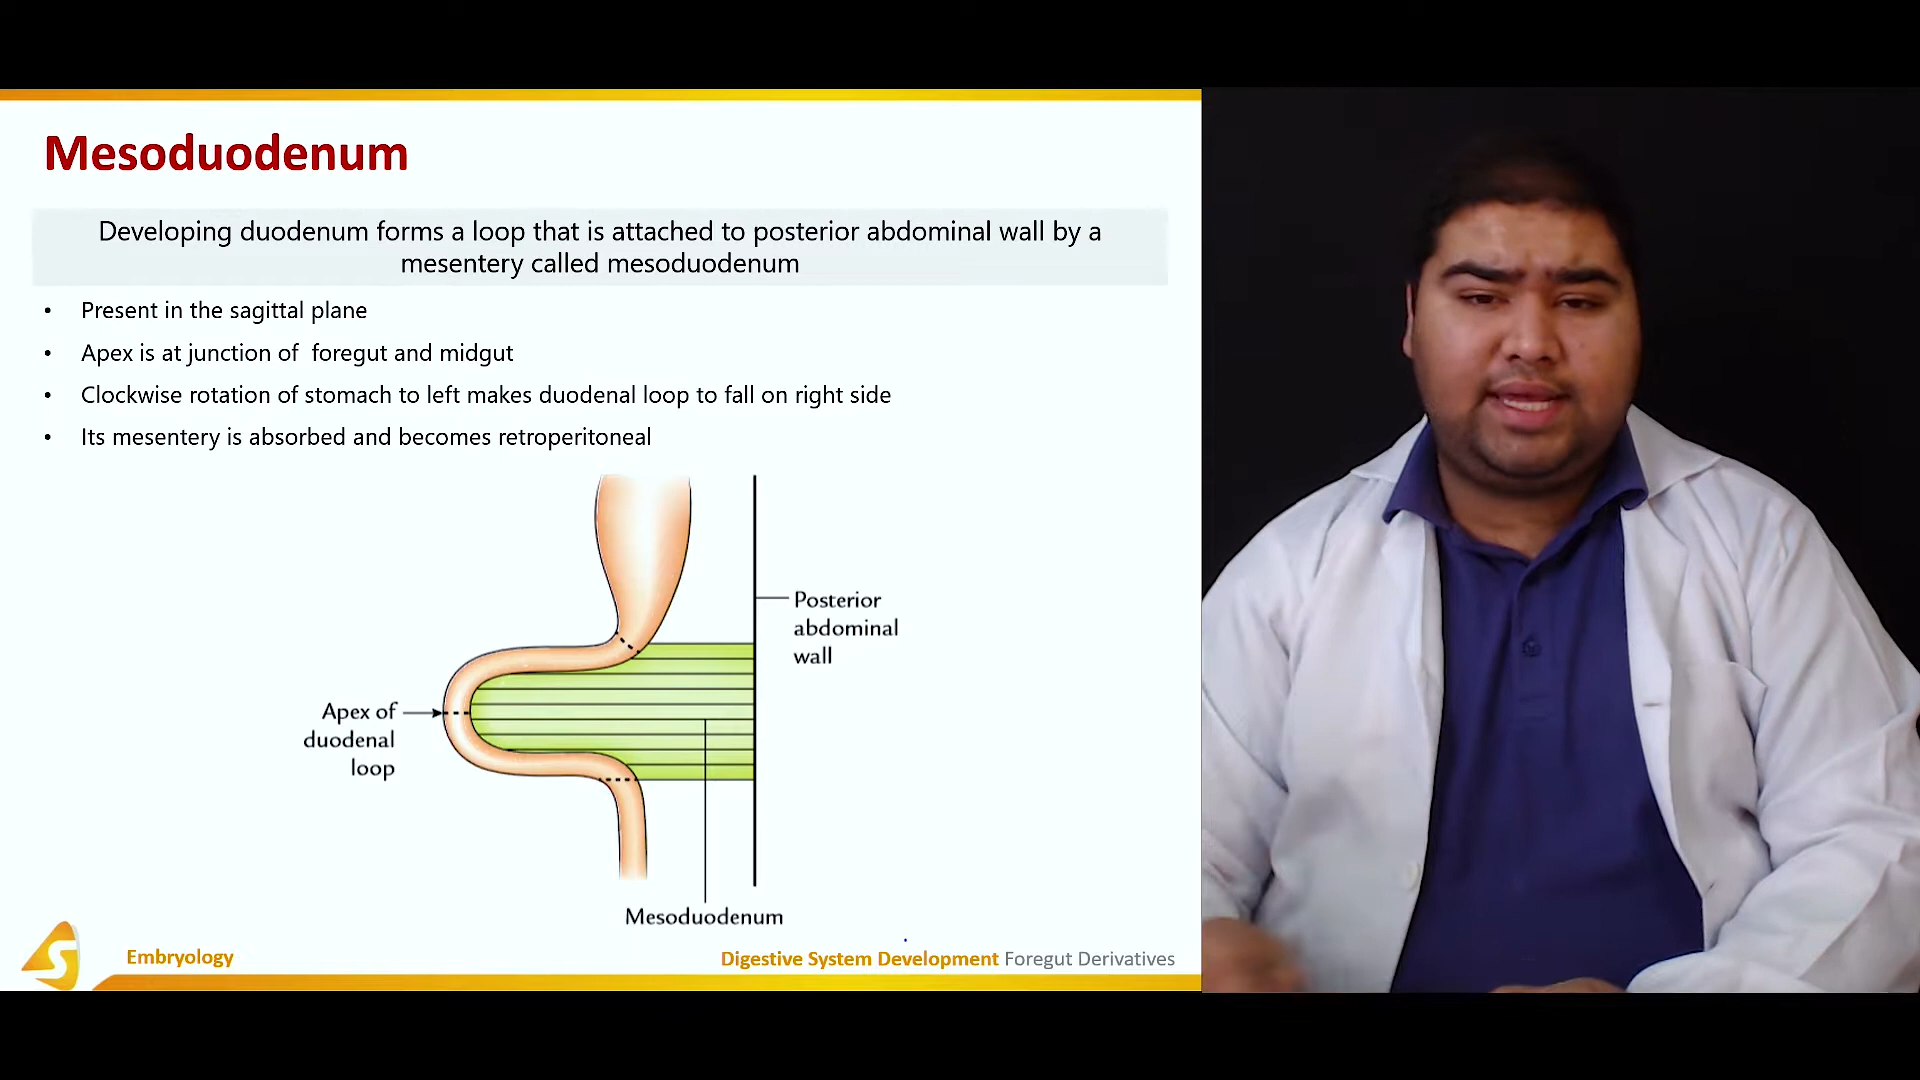 Mesoduodenum
Developing duodenum forms a loop that is attached to posterior abdominal wall by a
mesentery called mesoduodenum
• Present in the sagittal plane
• Apex is at junction of  foregut and midgut
• Clockwise rotation of stomach to left makes duodenal loop to fall on right side
• Its mesentery is absorbed and becomes retroperitoneal
Posterior
abdominal
wall
Apex of
duodenal
loop
Mesoduodenum
S
Embryology
Digestive System Development Foregut Derivatives